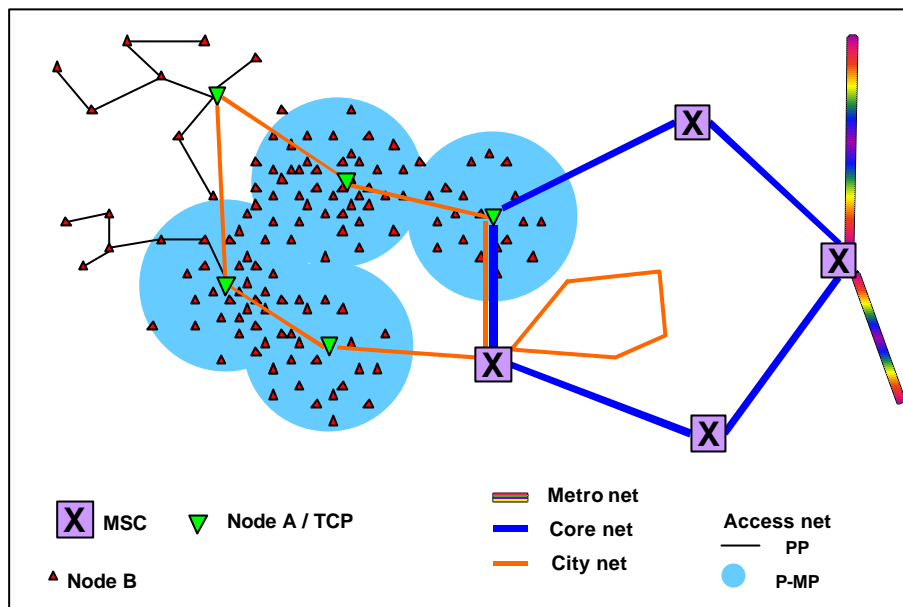 X
X
X
X
X
MSC
Node A / TCP
Node B
Metro net
Core net
City net
Access net
PP
P-MP